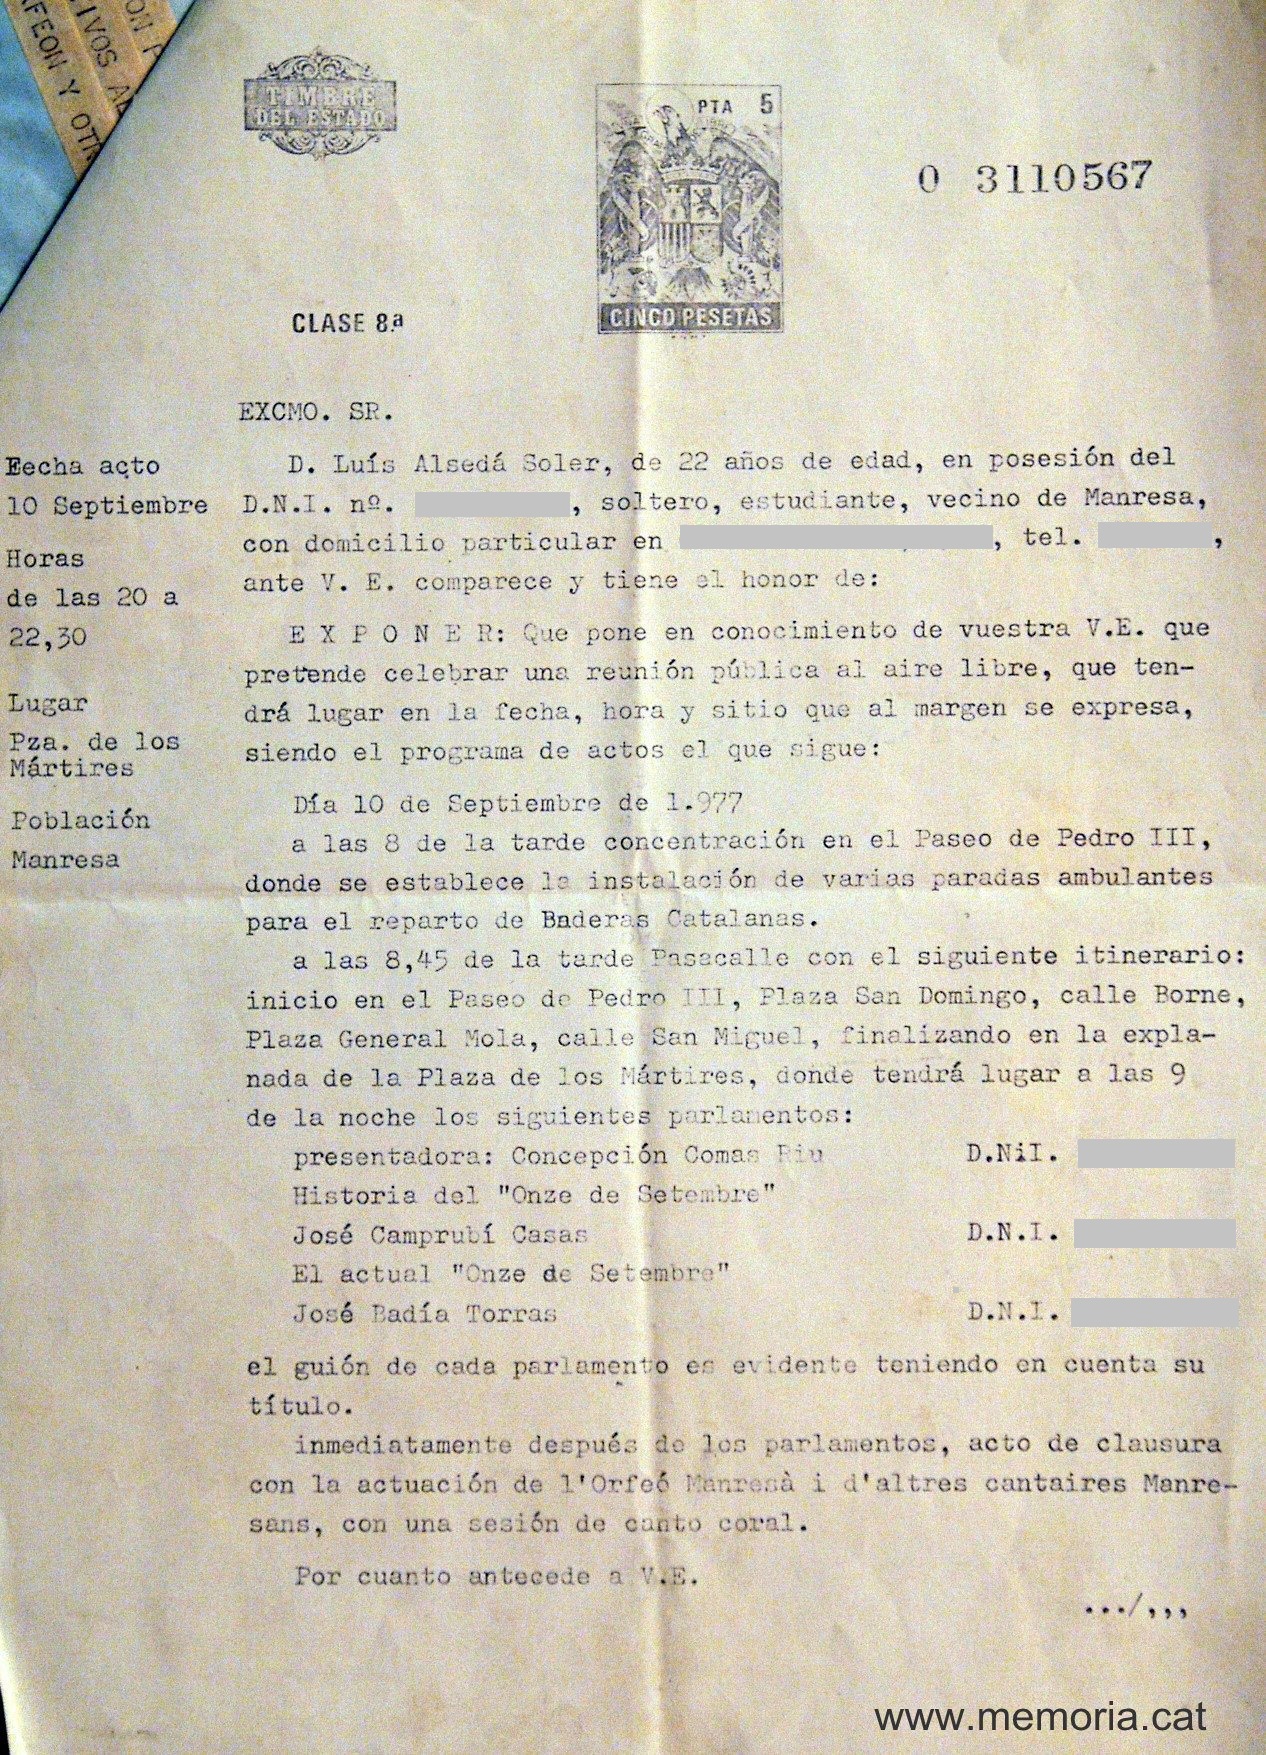 ON
IVOS
AFEON Y OTR
TIMBRE
DEL ESTADO
PTA 5
CINCO PESETAS
O 3110567
CLASE 8ª
EXCMO. SR.
Fecha acto
10 Septiembre
Horas
de las 20 a
22,30
Lugar
Pza. de los
Mártires
Población
Manresa
D. Luís Alsedá Soler, de 22 años de edad, en posesión del
D.N.I. nº. , soltero, estudiante, vecino de Manresa,
con domicilio particular en , tel. ,
ante V. E. comparece y tiene el honor de:
E X P O N E R: Que pone en conocimiento de vuestra V.E. que
pretende celebrar una reunión pública al aire libre, que ten-
drá lugar en la fecha, hora y sitio que al margen se expresa,
siendo el programa de actos el que sigue:
Día 10 de Septiembre de 1.977
a las 8 de la tarde concentración en el Paseo de Pedro III,
donde se establece la instalación de varias paradas ambulantes
para el reparto de Baderas Catalanas.
a las 8,45 de la tarde Pasacalle con el siguiente itinerario:
inicio en el Paseo de Pedro III, Plaza San Domingo, calle Borne,
Plaza General Mola, calle San Miguel, finalizando en la expla-
nada de la Plaza de los Mártires, donde tendrá lugar a las 9
de la noche los siguientes parlamentos:
presentadora: Concepción Comas Riu D.NiI.
Historia del "Onze de Setembre"
José Camprubí Casas D.N.I.
El actual "Onze de Setembre"
José Badía Torras D.N.I.
el guión de cada parlamento es evidente teniendo en cuenta su
título.
inmediatamente después de los parlamentos, acto de clausura
con la actuación de l'Orfeó Manresà i d'altres cantaires Manre-
sans, con una sesión de canto coral.
Por cuanto antecede a V.E.
.../,,,
www.memoria.cat